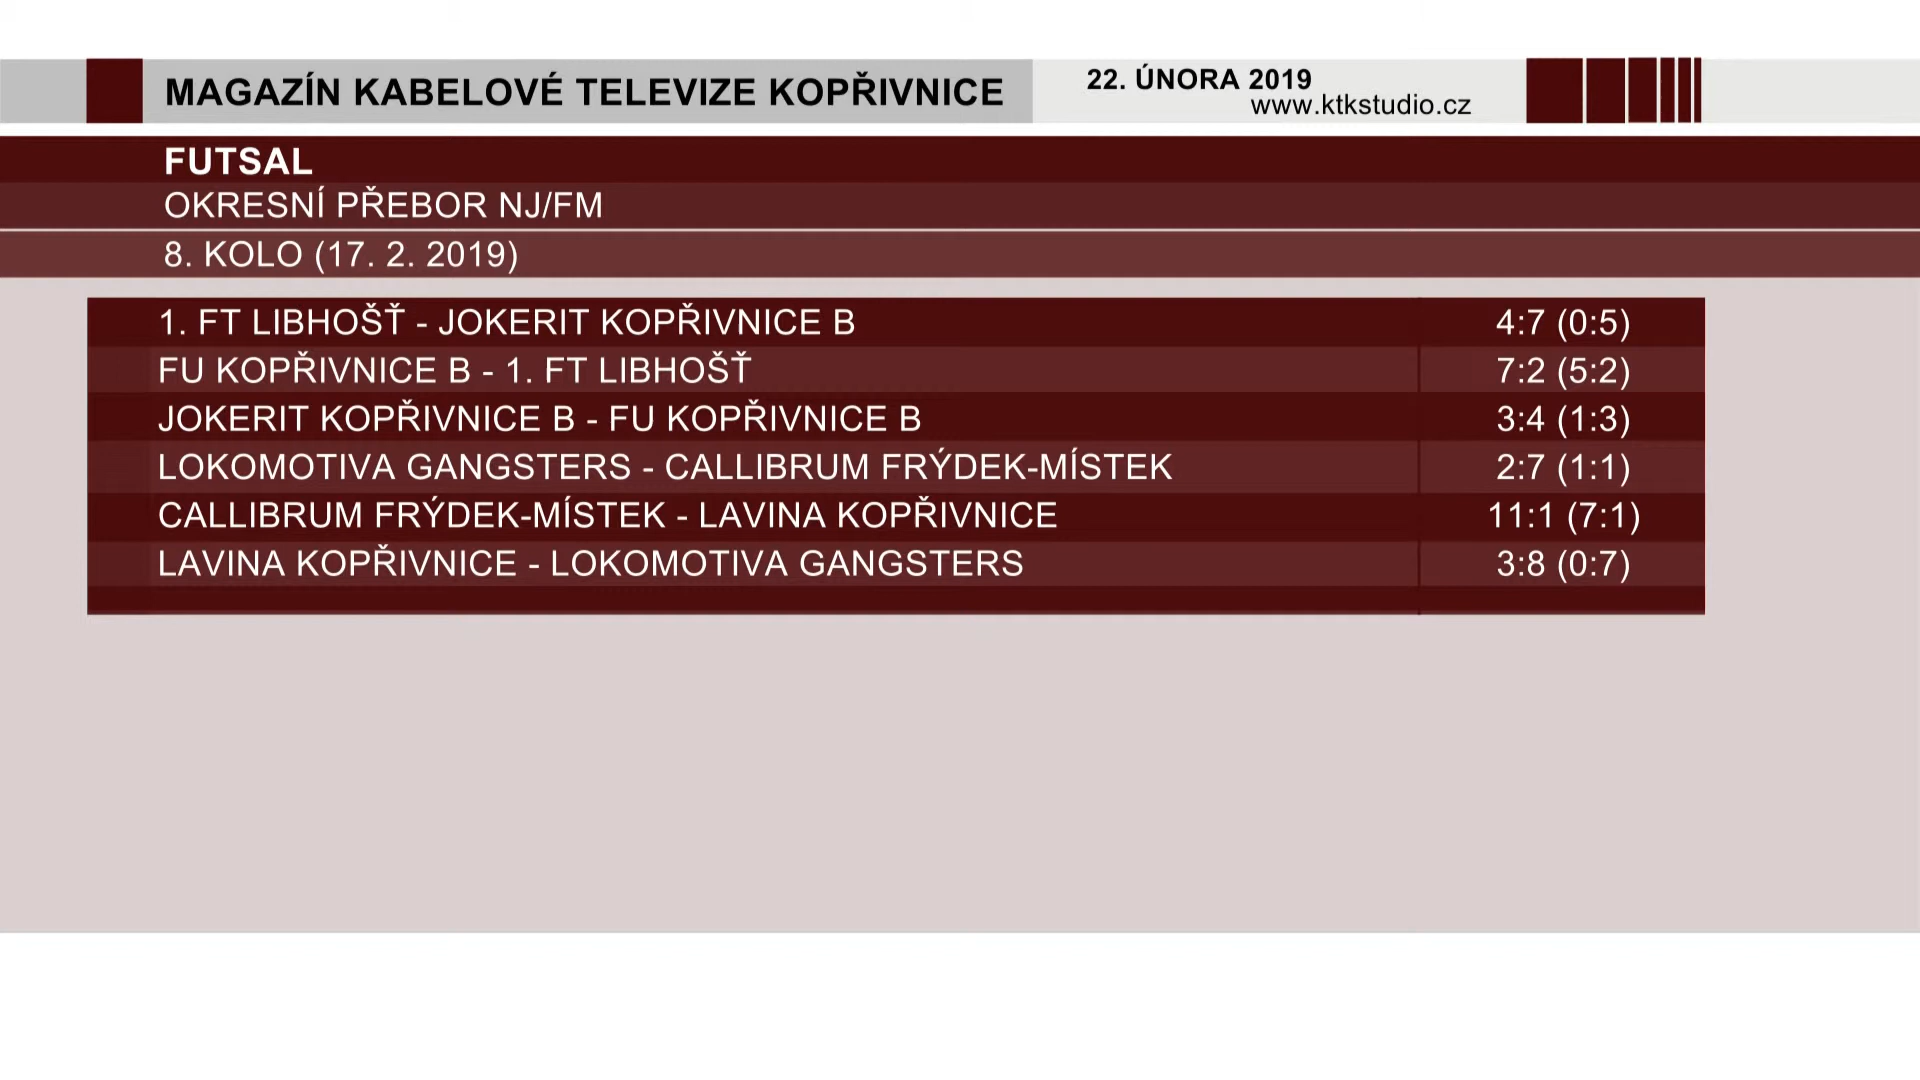 MAGAZÍN KABELOVÉ TELEVIZE KOPŘIVNICE
22. ÚNORA 2019
www.ktkstudio.cz
FUTSAL
OKRESNÍ PŘEBOR NJ/FM
8. KOLO (17. 2. 2019)
1. FT LIBHOŠŤ - JOKERIT KOPŘIVNICE B 4:7 (0:5)
FU KOPŘIVNICE B - 1. FT LIBHOŠŤ 7:2 (5:2)
JOKERIT KOPŘIVNICE B - FU KOPŘIVNICE B 3:4 (1:3)
LOKOMOTIVA GANGSTERS - CALLIBRUM FRÝDEK-MÍSTEK 2:7 (1:1)
CALLIBRUM FRÝDEK-MÍSTEK - LAVINA KOPŘIVNICE 11:1 (7:1)
LAVINA KOPŘIVNICE - LOKOMOTIVA GANGSTERS 3:8 (0:7)